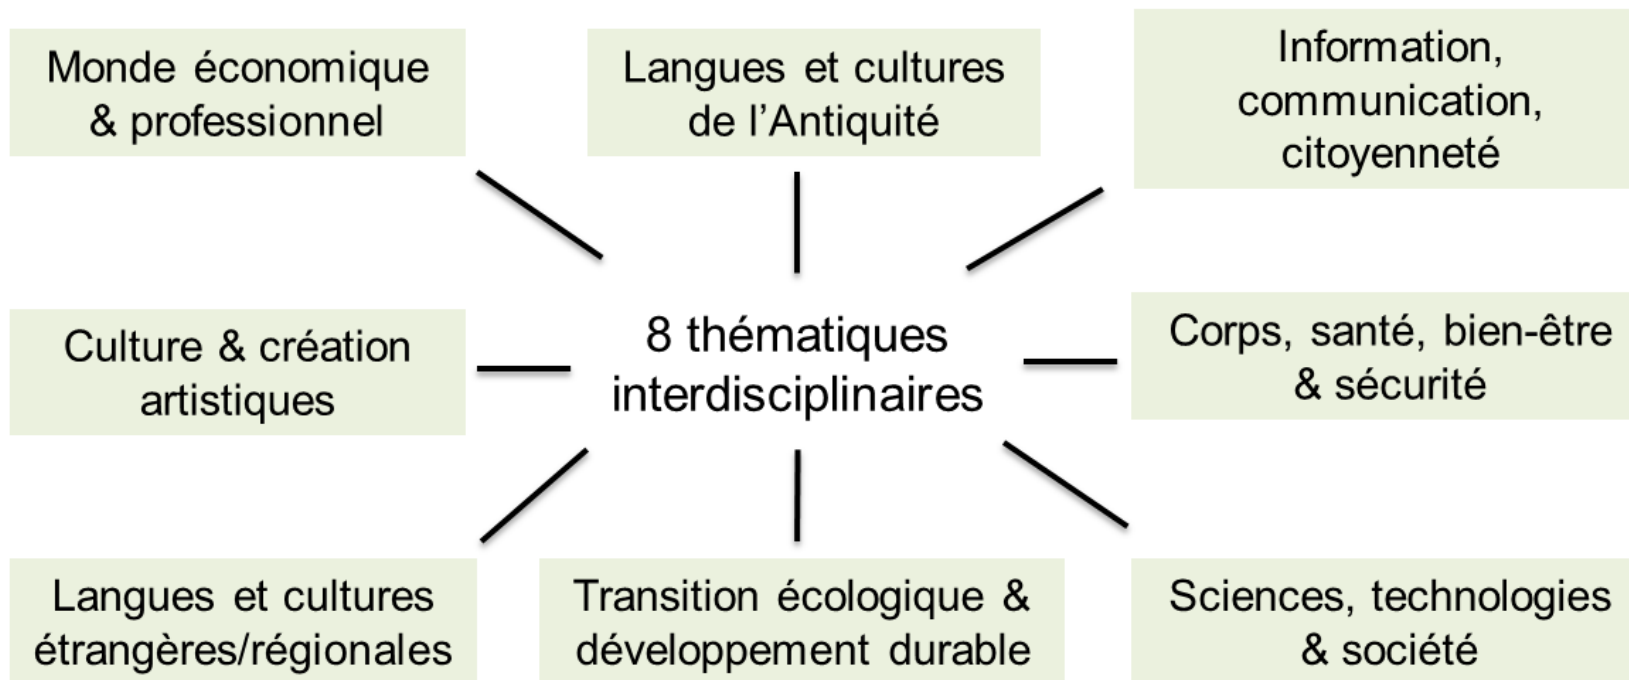 Monde économique
& professionnel
Langues et cultures
de l’Antiquité
Information,
communication,
citoyenneté
Culture & création
artistiques
8 thématiques
interdisciplinaires
Corps, santé, bien-être
& sécurité
Langues et cultures
étrangères/régionales
Transition écologique &
développement durable
Sciences, technologies
& société